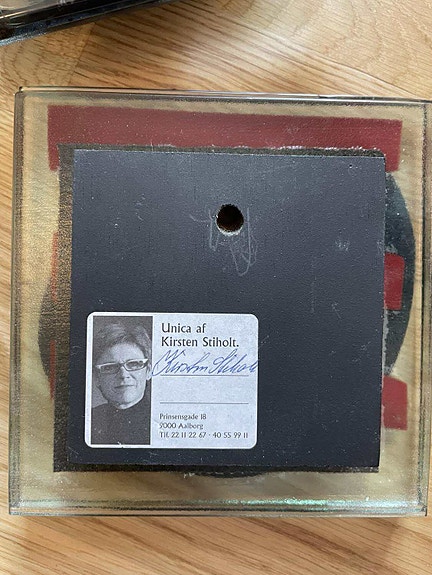 Unica af
Kirsten Stiholt.
Kirsten Stiholt
Prinsensgade 18
9000 Aalborg
Tlf. 22 11 22 67 - 40 55 99 11